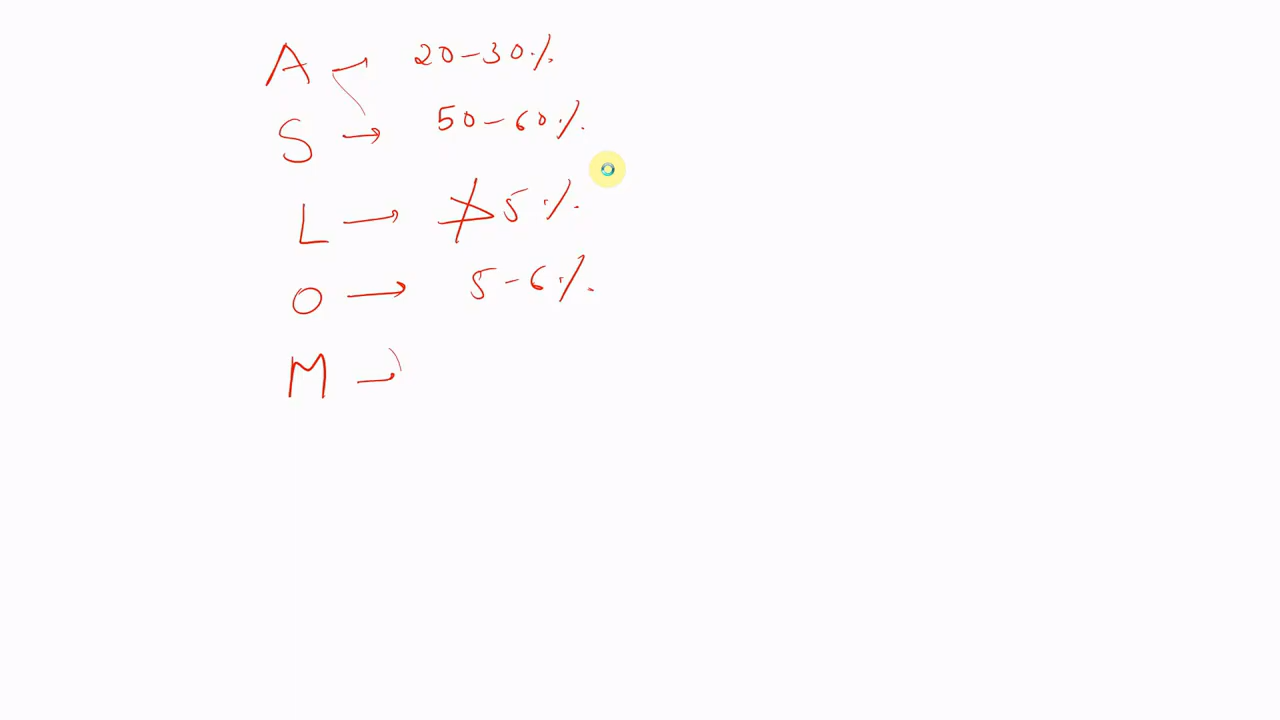 A → 20-30%
S → 50-60%
L → ≯ 5%
O → 5-6%
M →